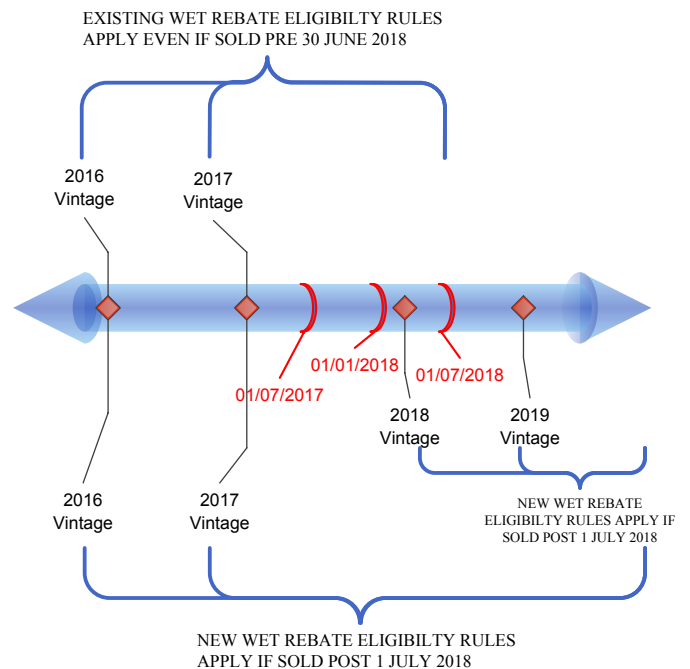 EXISTING WET REBATE ELIGIBILTY RULES
APPLY EVEN IF SOLD PRE 30 JUNE 2018
2016
Vintage
2017
Vintage
01/07/2017
01/01/2018
01/07/2018
2018
Vintage
2019
Vintage
2016
Vintage
2017
Vintage
NEW WET REBATE
ELIGIBILTY RULES APPLY IF
SOLD POST 1 JULY 2018
NEW WET REBATE ELIGIBILTY RULES
APPLY IF SOLD POST 1 JULY 2018